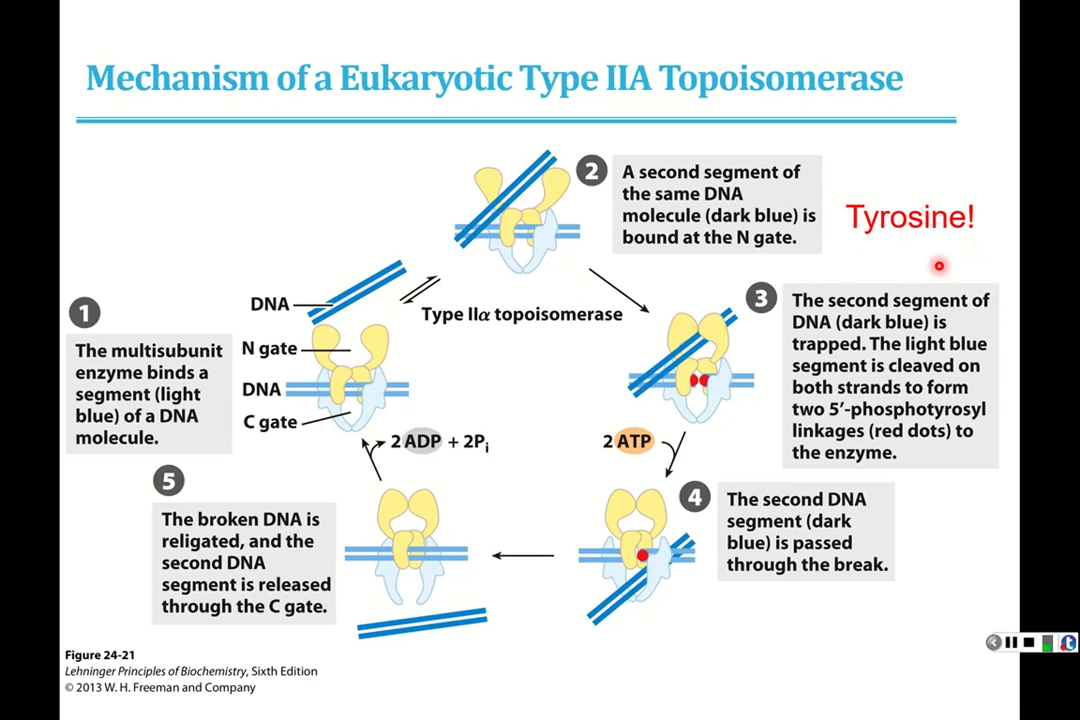 Mechanism of a Eukaryotic Type IIA Topoisomerase
2
A second segment of
the same DNA
molecule (dark blue) is
bound at the N gate.
Tyrosine!
DNA
Type IIα topoisomerase
1
The multisubunit
enzyme binds a
segment (light
blue) of a DNA
molecule.
N gate
DNA
C gate
3
The second segment of
DNA (dark blue) is
trapped. The light blue
segment is cleaved on
both strands to form
two 5′-phosphotyrosyl
linkages (red dots) to
the enzyme.
2 ADP + 2Pi
2 ATP
5
The broken DNA is
religated, and the
second DNA
segment is released
through the C gate.
4
The second DNA
segment (dark
blue) is passed
through the break.
Figure 24-21
Lehninger Principles of Biochemistry, Sixth Edition
© 2013 W. H. Freeman and Company
t